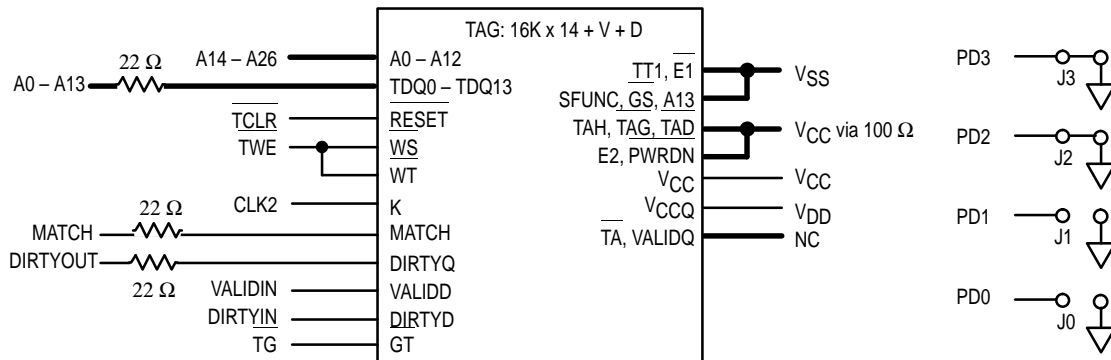 TAG: 16K x 14 + V + D
22 Ω
A14 – A26
A0 – A12
A0 – A13
TDQ0 – TDQ13
TCLR
RESET
TWE
WS
WT
CLK2
K
22 Ω
MATCH
MATCH
DIRTYOUT
DIRTYQ
22 Ω
VALIDIN
VALIDD
DIRTYIN
DIRTYD
TG
GT
TT1, E1
VSS
SFUNC, GS, A13
TAH, TAG, TAD
VCC via 100 Ω
E2, PWRDN
VCC
VCC
VCCQ
VDD
TA, VALIDQ
NC
PD3
J3
PD2
J2
PD1
J1
PD0
J0